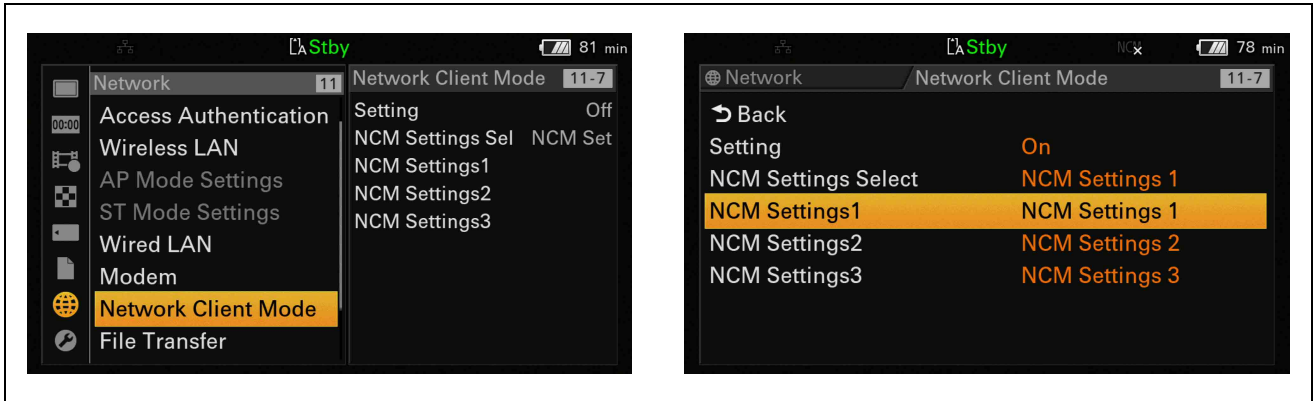 Stby
81 min
Network 11
Access Authentication
Wireless LAN
AP Mode Settings
ST Mode Settings
Wired LAN
Modem
Network Client Mode
File Transfer
00:00
Network Client Mode 11-7
Setting Off
NCM Settings Sel NCM Set
NCM Settings1
NCM Settings2
NCM Settings3
Stby
NCM
78 min
Network
Network Client Mode
11-7
Back
Setting On
NCM Settings Select NCM Settings 1
NCM Settings1 NCM Settings 1
NCM Settings2 NCM Settings 2
NCM Settings3 NCM Settings 3